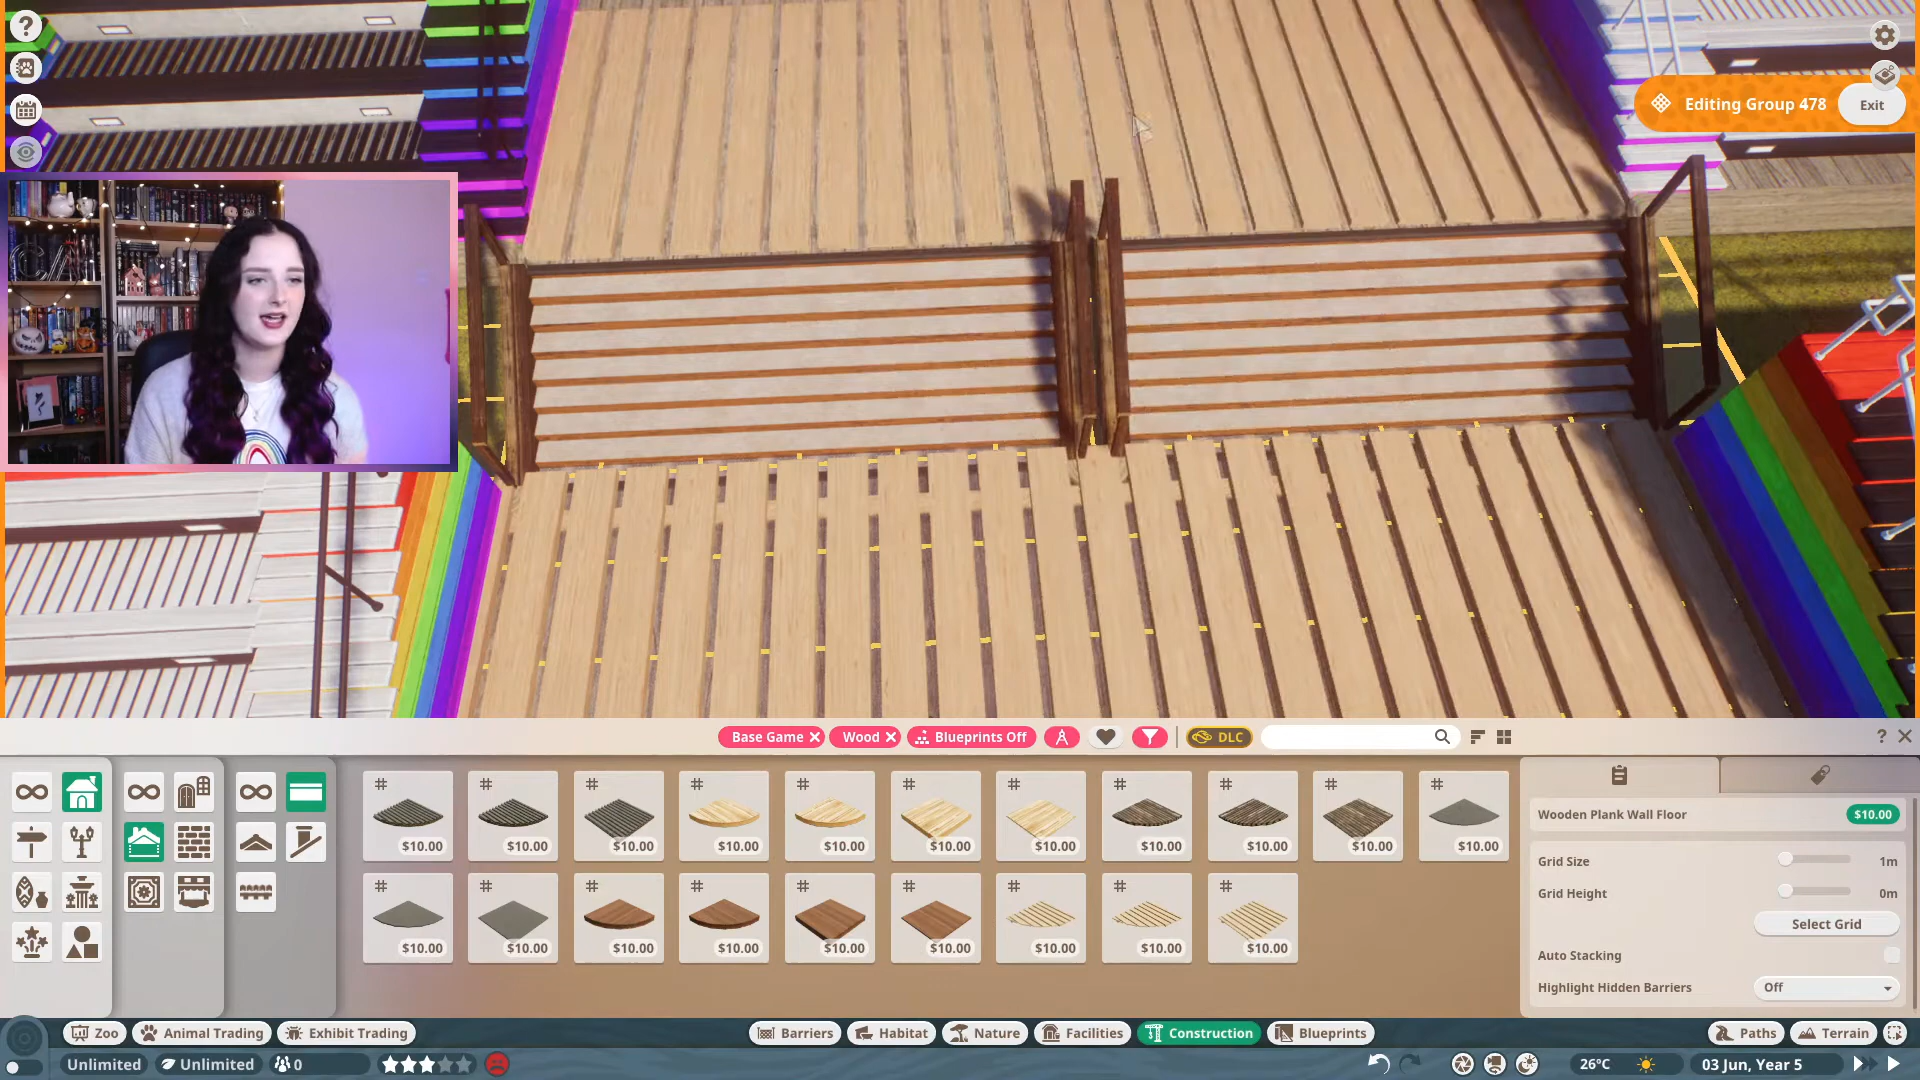 Editing Group 478
Exit
Base Game
Wood
Blueprints Off
DLC
?
$10.00 $10.00 $10.00 $10.00 $10.00 $10.00 $10.00 $10.00 $10.00 $10.00 $10.00
$10.00 $10.00 $10.00 $10.00 $10.00 $10.00 $10.00 $10.00 $10.00
Wooden Plank Wall Floor $10.00
Grid Size 1m
Grid Height 0m
Select Grid
Auto Stacking
Highlight Hidden Barriers Off
Zoo Animal Trading Exhibit Trading Barriers Habitat Nature Facilities Construction Blueprints Paths Terrain
Unlimited Unlimited 0 26°C 03 Jun, Year 5